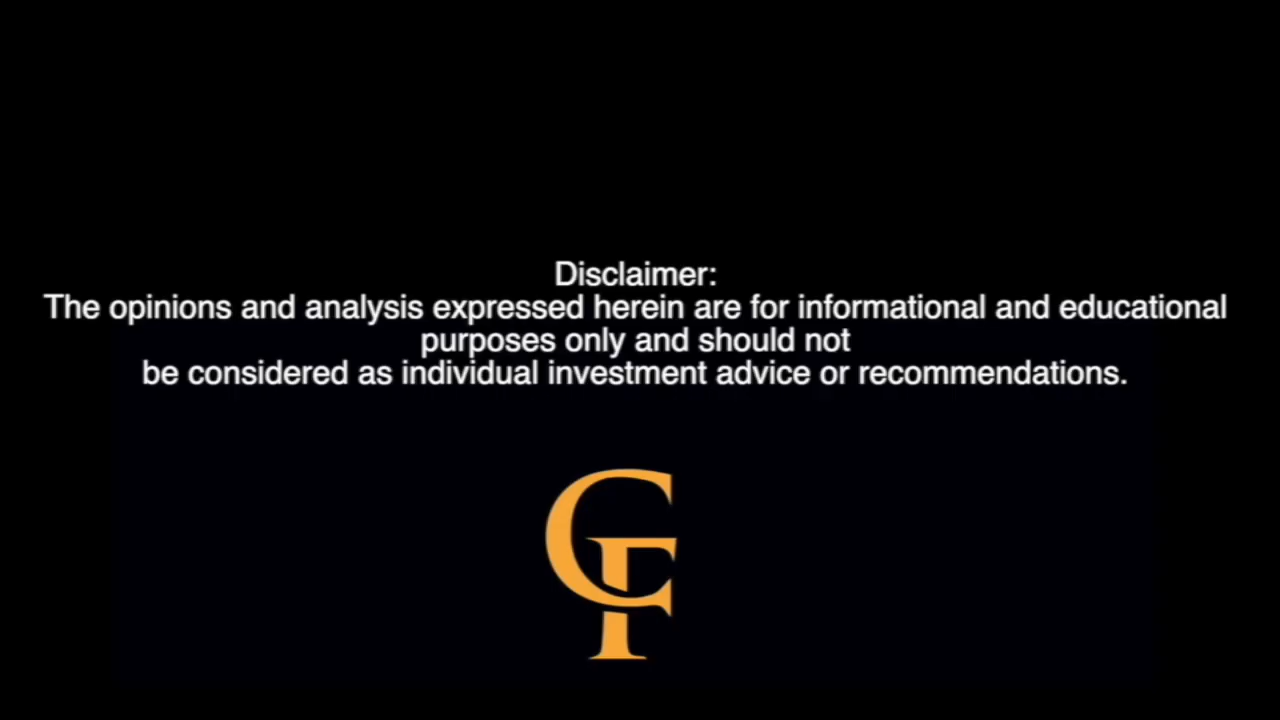 Disclaimer:
The opinions and analysis expressed herein are for informational and educational
purposes only and should not
be considered as individual investment advice or recommendations.
CF